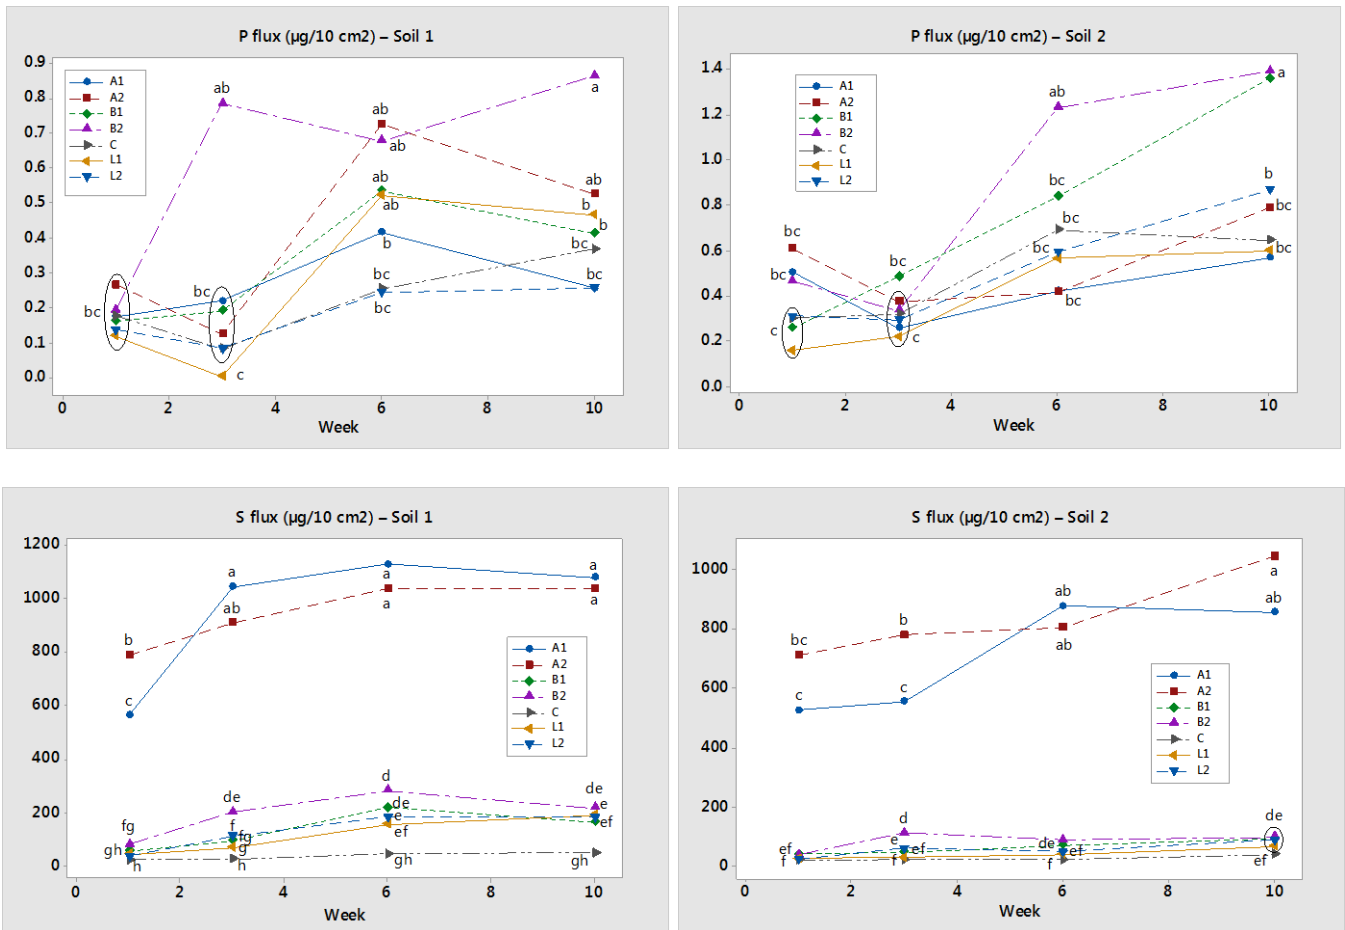 P flux (µg/10 cm2) – Soil 1
0.9
0.8
0.7
0.6
0.5
0.4
0.3
0.2
0.1
0.0
A1
A2
B1
B2
C
L1
L2
bc
ab
bc
c
ab
ab
ab
ab
b
bc
bc
a
ab
b
b
bc
bc
0
2
4
6
8
10
Week
P flux (µg/10 cm2) – Soil 2
1.4
1.2
1.0
0.8
0.6
0.4
0.2
0.0
A1
A2
B1
B2
C
L1
L2
bc
bc
c
bc
c
ab
bc
bc
bc
bc
a
b
bc
bc
0
2
4
6
8
10
Week
S flux (µg/10 cm2) – Soil 1
1200
1000
800
600
400
200
0
A1
A2
B1
B2
C
L1
L2
b
c
fg
gh
h
a
ab
de
f
fg
g
h
a
a
d
de
e
ef
gh
a
a
de
e
ef
gh
0
2
4
6
8
10
Week
S flux (µg/10 cm2) – Soil 2
1000
800
600
400
200
0
A1
A2
B1
B2
C
L1
L2
bc
c
ef
f
b
c
d
e
ef
f
ab
ab
de
ef
f
a
ab
de
ef
0
2
4
6
8
10
Week